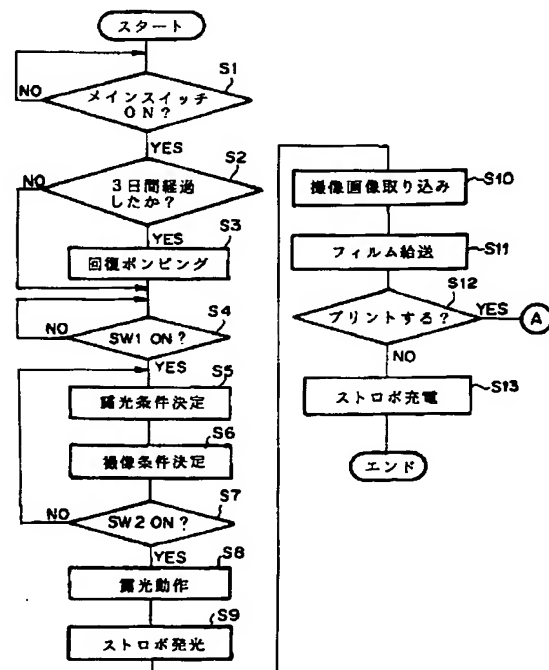 スタート
S1
メインスイッチ
ON?
NO
YES
S2
3日間経過
したか?
NO
YES
S3
回復ポンピング
S4
SW1 ON?
NO
YES
S5
露光条件決定
S6
撮像条件決定
S7
SW2 ON?
NO
YES
S8
露光動作
S9
ストロボ発光
撮像画像取り込み
S10
フィルム給送
S11
S12
プリントする?
YES
A
NO
ストロボ充電
S13
エンド